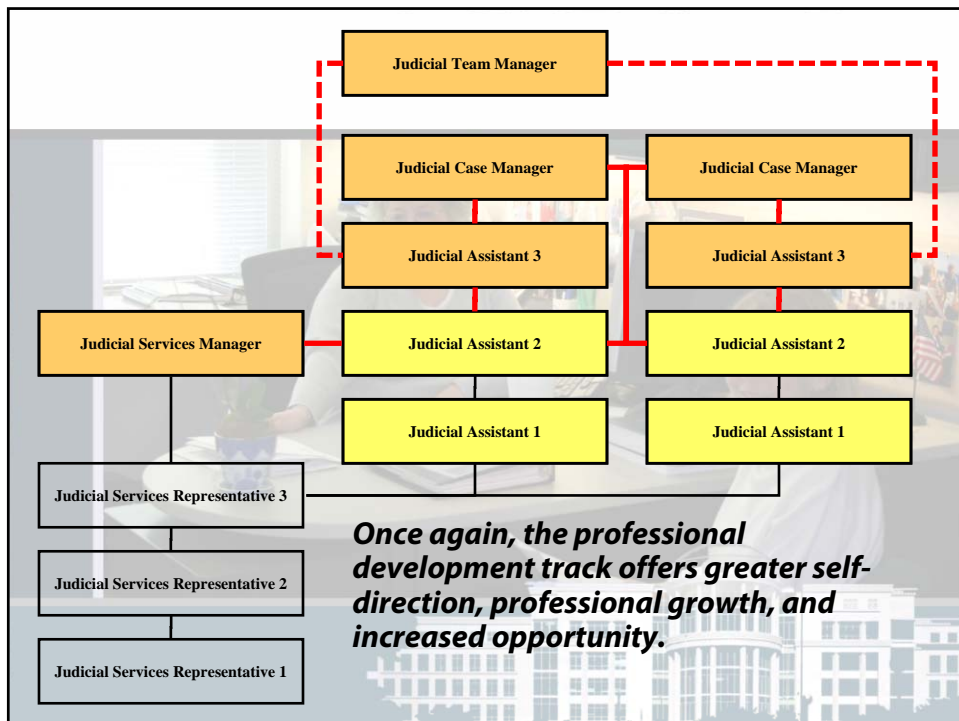 Judicial Team Manager
Judicial Case Manager
Judicial Case Manager
Judicial Assistant 3
Judicial Assistant 3
Judicial Services Manager
Judicial Assistant 2
Judicial Assistant 2
Judicial Assistant 1
Judicial Assistant 1
Judicial Services Representative 3
Judicial Services Representative 2
Judicial Services Representative 1
Once again, the professional
development track offers greater self-
direction, professional growth, and
increased opportunity.